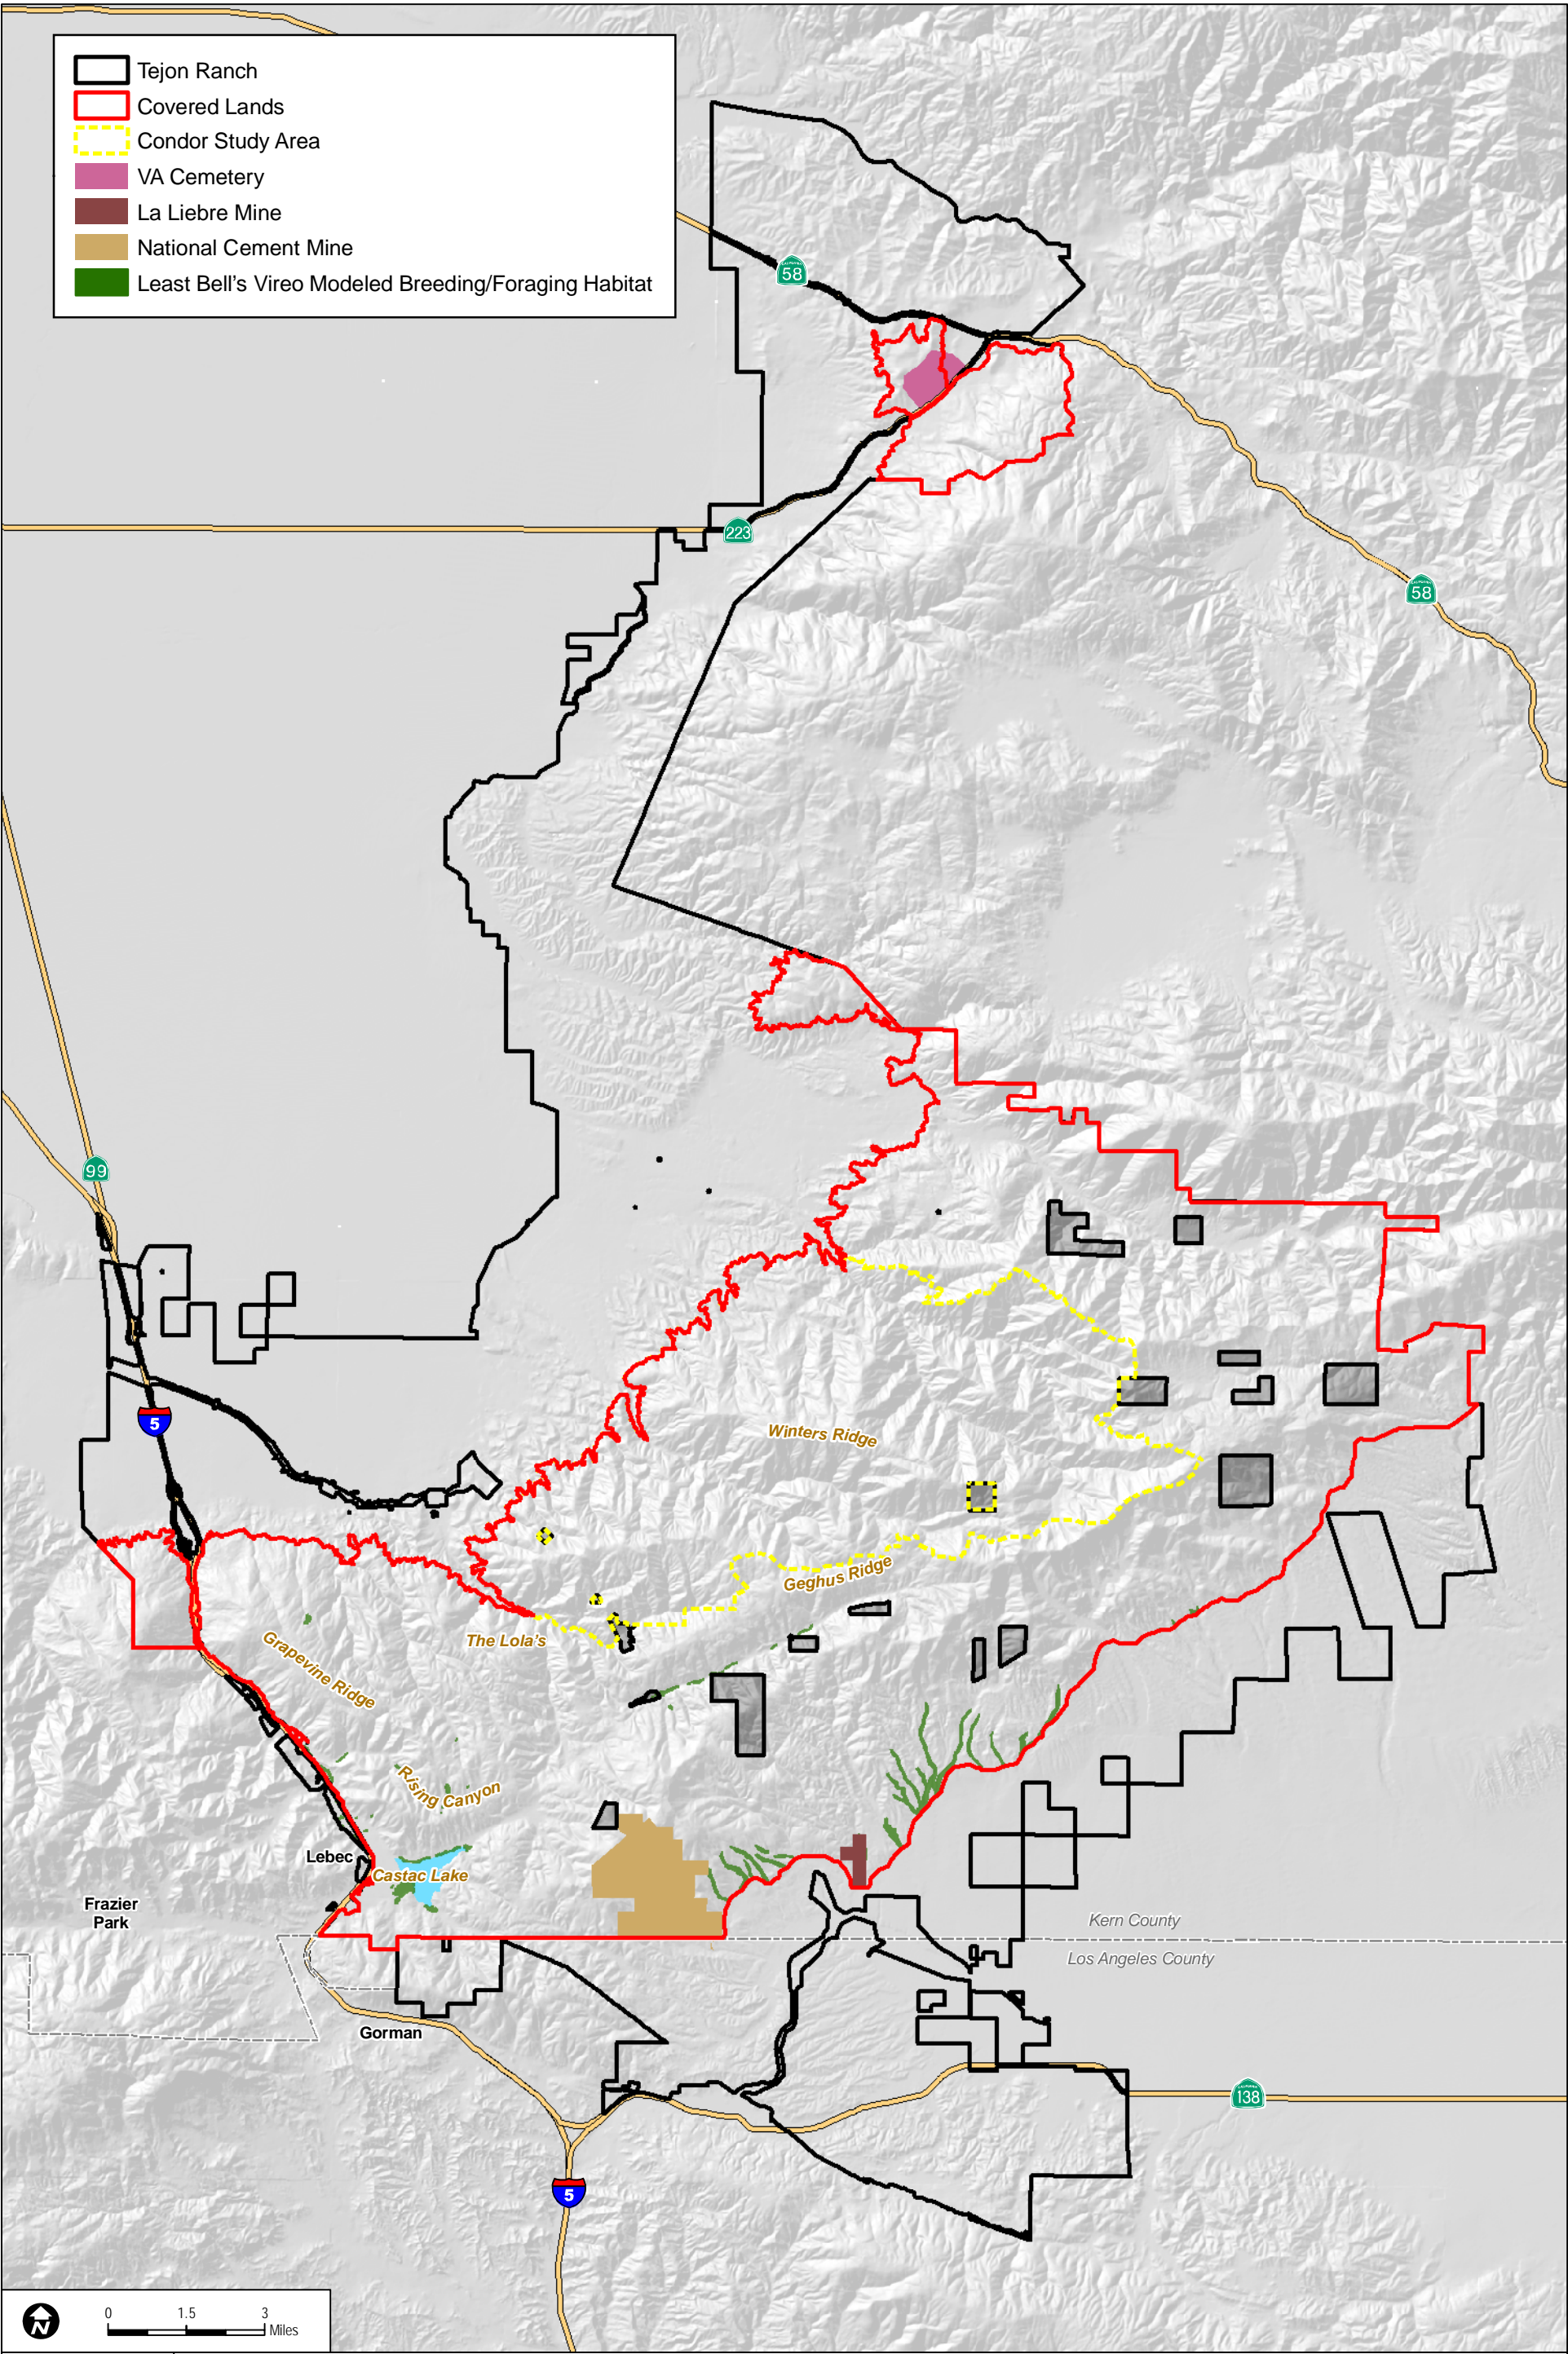 Tejon Ranch
Covered Lands
Condor Study Area
VA Cemetery
La Liebre Mine
National Cement Mine
Least Bell's Vireo Modeled Breeding/Foraging Habitat
58
223
58
99
5
Winters Ridge
Geghus Ridge
The Lola's
Grapevine Ridge
Rising Canyon
Lebec
Castac Lake
Frazier
Park
Kern County
Los Angeles County
Gorman
138
5
N
0 1.5 3
Miles